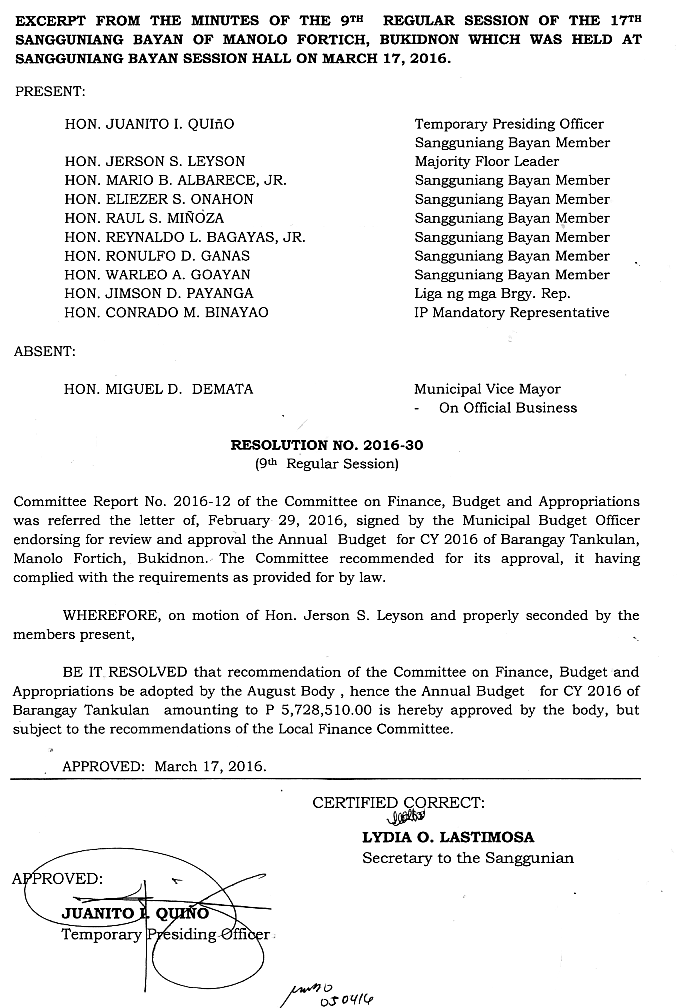 EXCERPT FROM THE MINUTES OF THE 9TH REGULAR SESSION OF THE 17TH
SANGGUNIANG BAYAN OF MANOLO FORTICH, BUKIDNON WHICH WAS HELD AT
SANGGUNIANG BAYAN SESSION HALL ON MARCH 17, 2016.
PRESENT:
HON. JUANITO I. QUIñO Temporary Presiding Officer
Sangguniang Bayan Member
HON. JERSON S. LEYSON Majority Floor Leader
HON. MARIO B. ALBARECE, JR. Sangguniang Bayan Member
HON. ELIEZER S. ONAHON Sangguniang Bayan Member
HON. RAUL S. MIÑOZA Sangguniang Bayan Member
HON. REYNALDO L. BAGAYAS, JR. Sangguniang Bayan Member
HON. RONULFO D. GANAS Sangguniang Bayan Member
HON. WARLEO A. GOAYAN Sangguniang Bayan Member
HON. JIMSON D. PAYANGA Liga ng mga Brgy. Rep.
HON. CONRADO M. BINAYAO IP Mandatory Representative
ABSENT:
HON. MIGUEL D. DEMATA Municipal Vice Mayor
- On Official Business
RESOLUTION NO. 2016-30
(9th Regular Session)
Committee Report No. 2016-12 of the Committee on Finance, Budget and Appropriations
was referred the letter of, February 29, 2016, signed by the Municipal Budget Officer
endorsing for review and approval the Annual Budget for CY 2016 of Barangay Tankulan,
Manolo Fortich, Bukidnon. The Committee recommended for its approval, it having
complied with the requirements as provided for by law.
WHEREFORE, on motion of Hon. Jerson S. Leyson and properly seconded by the
members present,
BE IT RESOLVED that recommendation of the Committee on Finance, Budget and
Appropriations be adopted by the August Body , hence the Annual Budget for CY 2016 of
Barangay Tankulan amounting to P 5,728,510.00 is hereby approved by the body, but
subject to the recommendations of the Local Finance Committee.
APPROVED: March 17, 2016.
CERTIFIED CORRECT:
LYDIA O. LASTIMOSA
Secretary to the Sanggunian
APPROVED:
JUANITO I. QUIÑO
Temporary Presiding Officer
050416